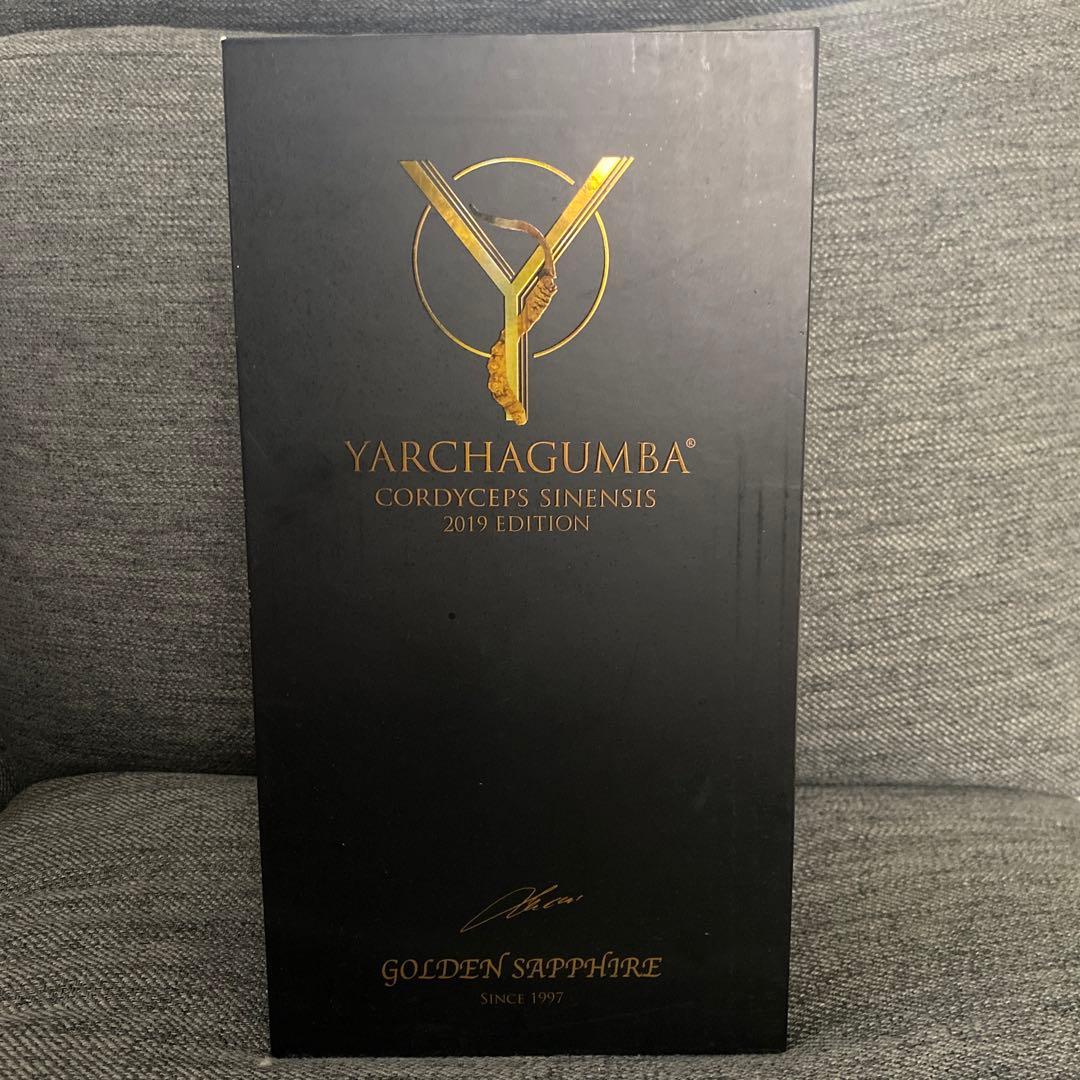 Y
YARCHAGUMBA®
CORDYCEPS SINENSIS
2019 EDITION
GOLDEN SAPPHIRE
SINCE 1997